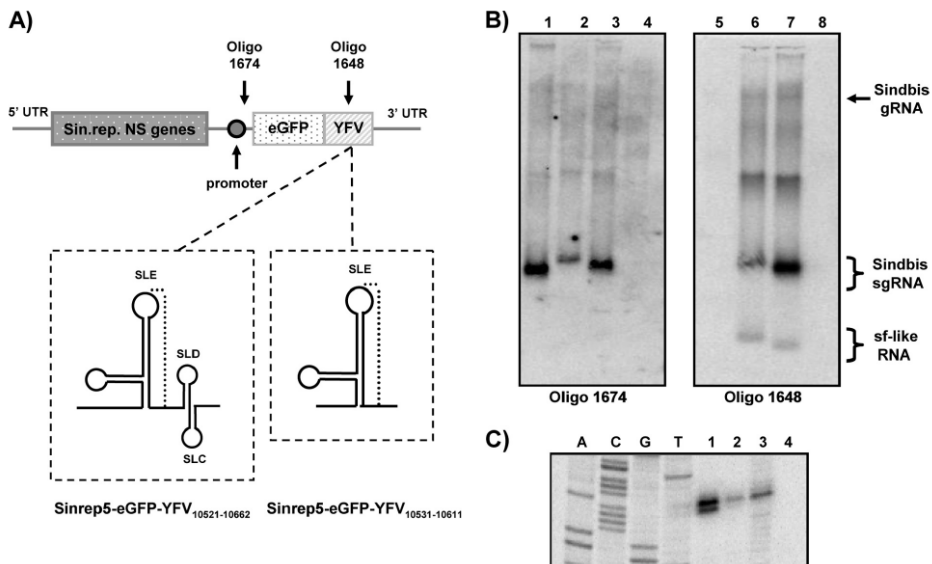 A)
Oligo 1674
Oligo 1648
5' UTR
3' UTR
Sin.rep. NS genes
eGFP
YFV
promoter
SLE
SLD
SLC
SLE
Sinrep5-eGFP-YFV10521-10662
Sinrep5-eGFP-YFV10531-10611
B)
1 2 3 4
5 6 7 8
Sindbis gRNA
Sindbis sgRNA
sf-like RNA
Oligo 1674
Oligo 1648
C)
A C G T 1 2 3 4